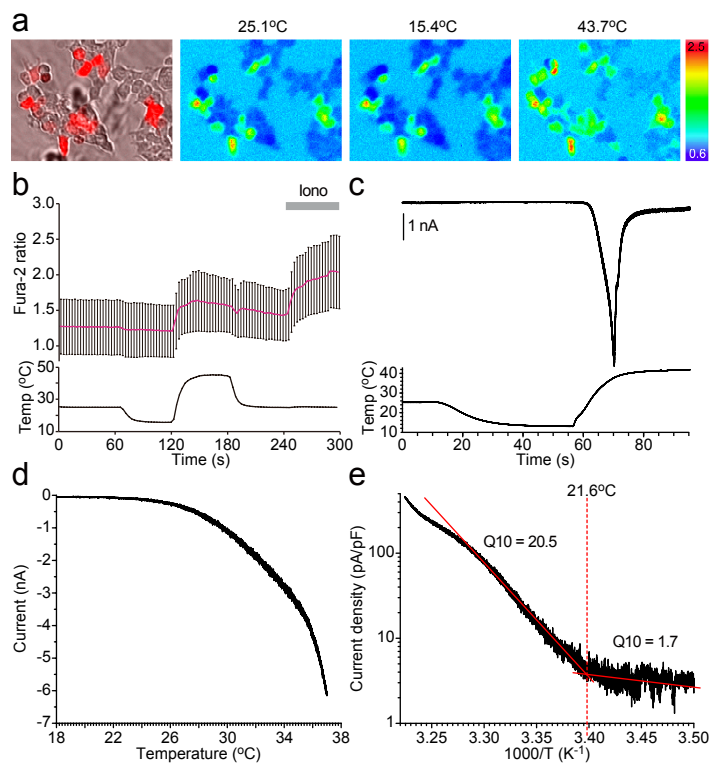 a
25.1ºC
15.4ºC
43.7ºC
2.5
0.6
b
Iono
3.0
2.5
2.0
1.5
1.0
Fura-2 ratio
50
30
10
Temp (ºC)
0 60 120 180 240 300
Time (s)
c
1 nA
40
30
20
10
Temp (ºC)
0 20 40 60 80
Time (s)
d
0
-1
-2
-3
-4
-5
-6
-7
Current (nA)
18 22 26 30 34 38
Temperature (ºC)
e
21.6ºC
Q10 = 20.5
Q10 = 1.7
100
10
1
Current density (pA/pF)
3.25 3.30 3.35 3.40 3.45 3.50
1000/T (K⁻¹)